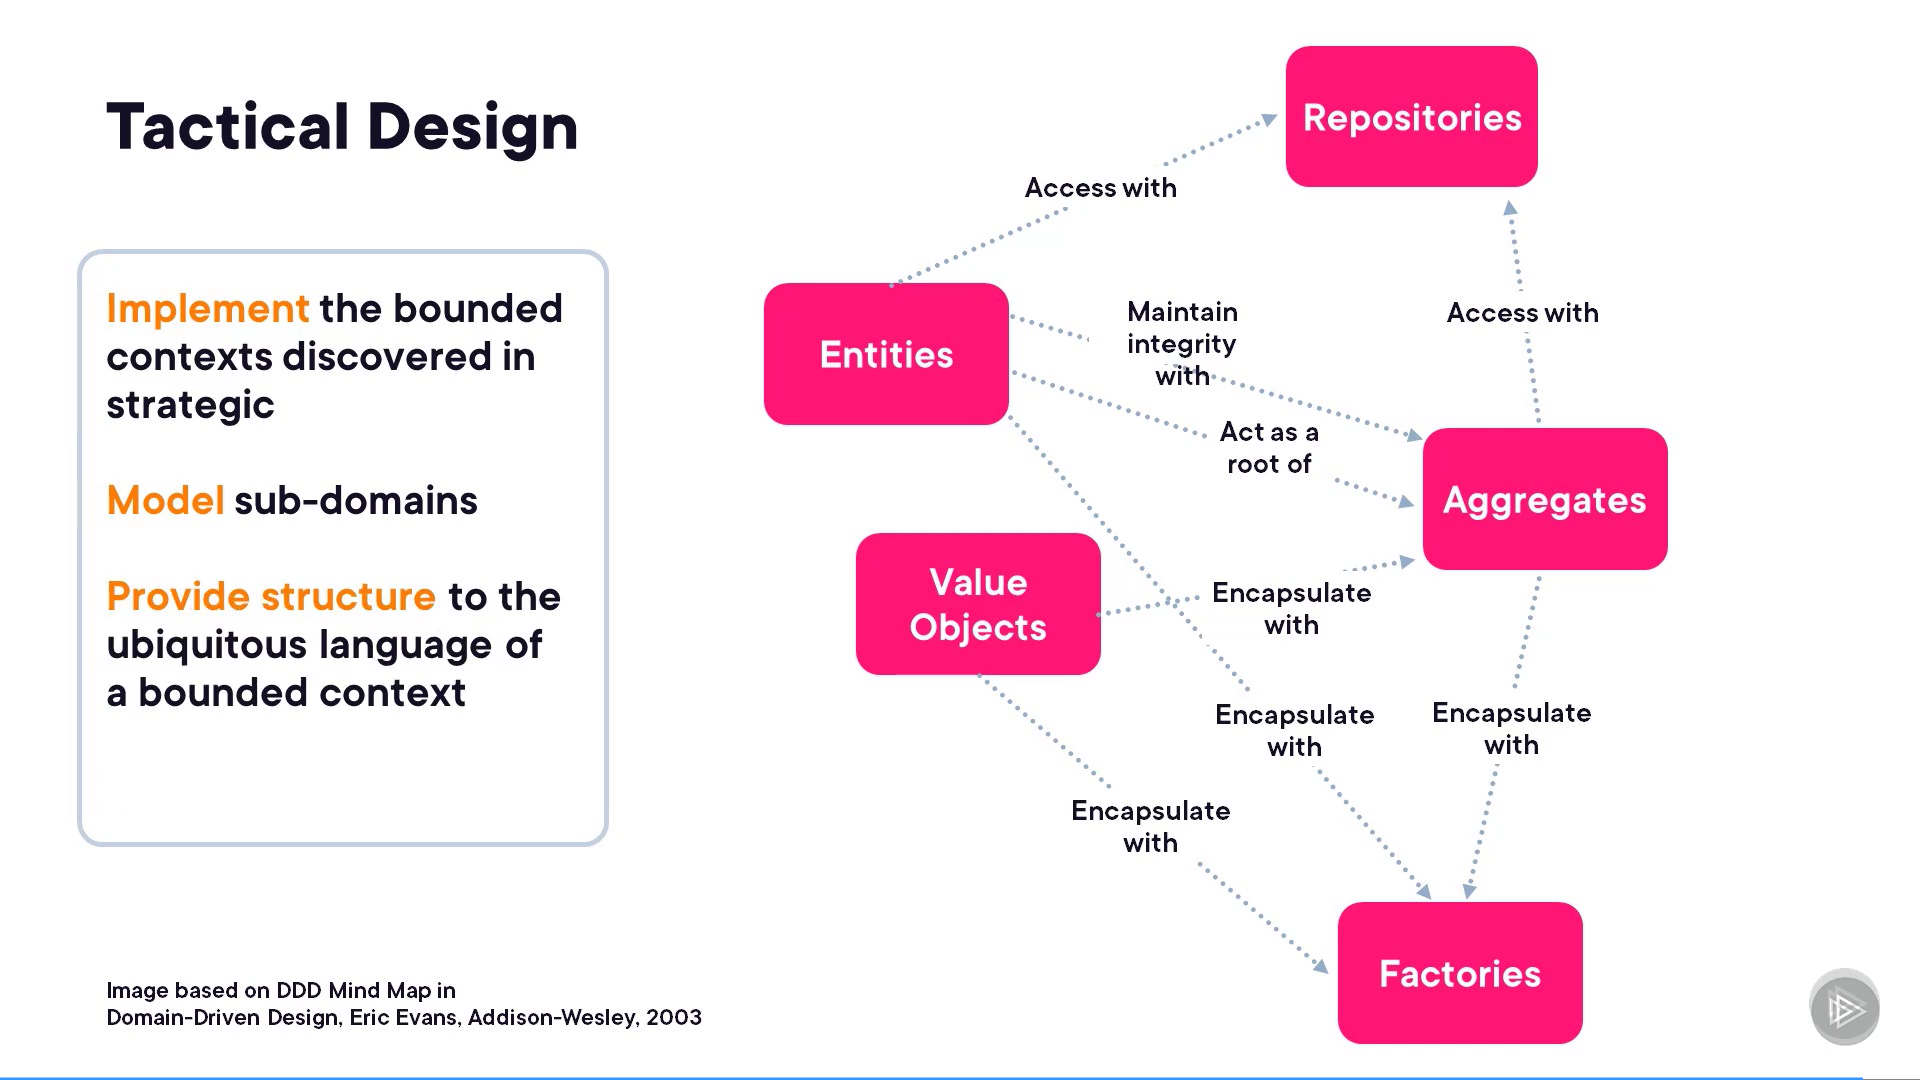 Tactical Design
Implement the bounded
contexts discovered in
strategic
Model sub-domains
Provide structure to the
ubiquitous language of
a bounded context
Image based on DDD Mind Map in
Domain-Driven Design, Eric Evans, Addison-Wesley, 2003
Repositories
Access with
Entities
Maintain
integrity
with
Access with
Act as a
root of
Aggregates
Value
Objects
Encapsulate
with
Encapsulate
with
Encapsulate
with
Encapsulate
with
Factories